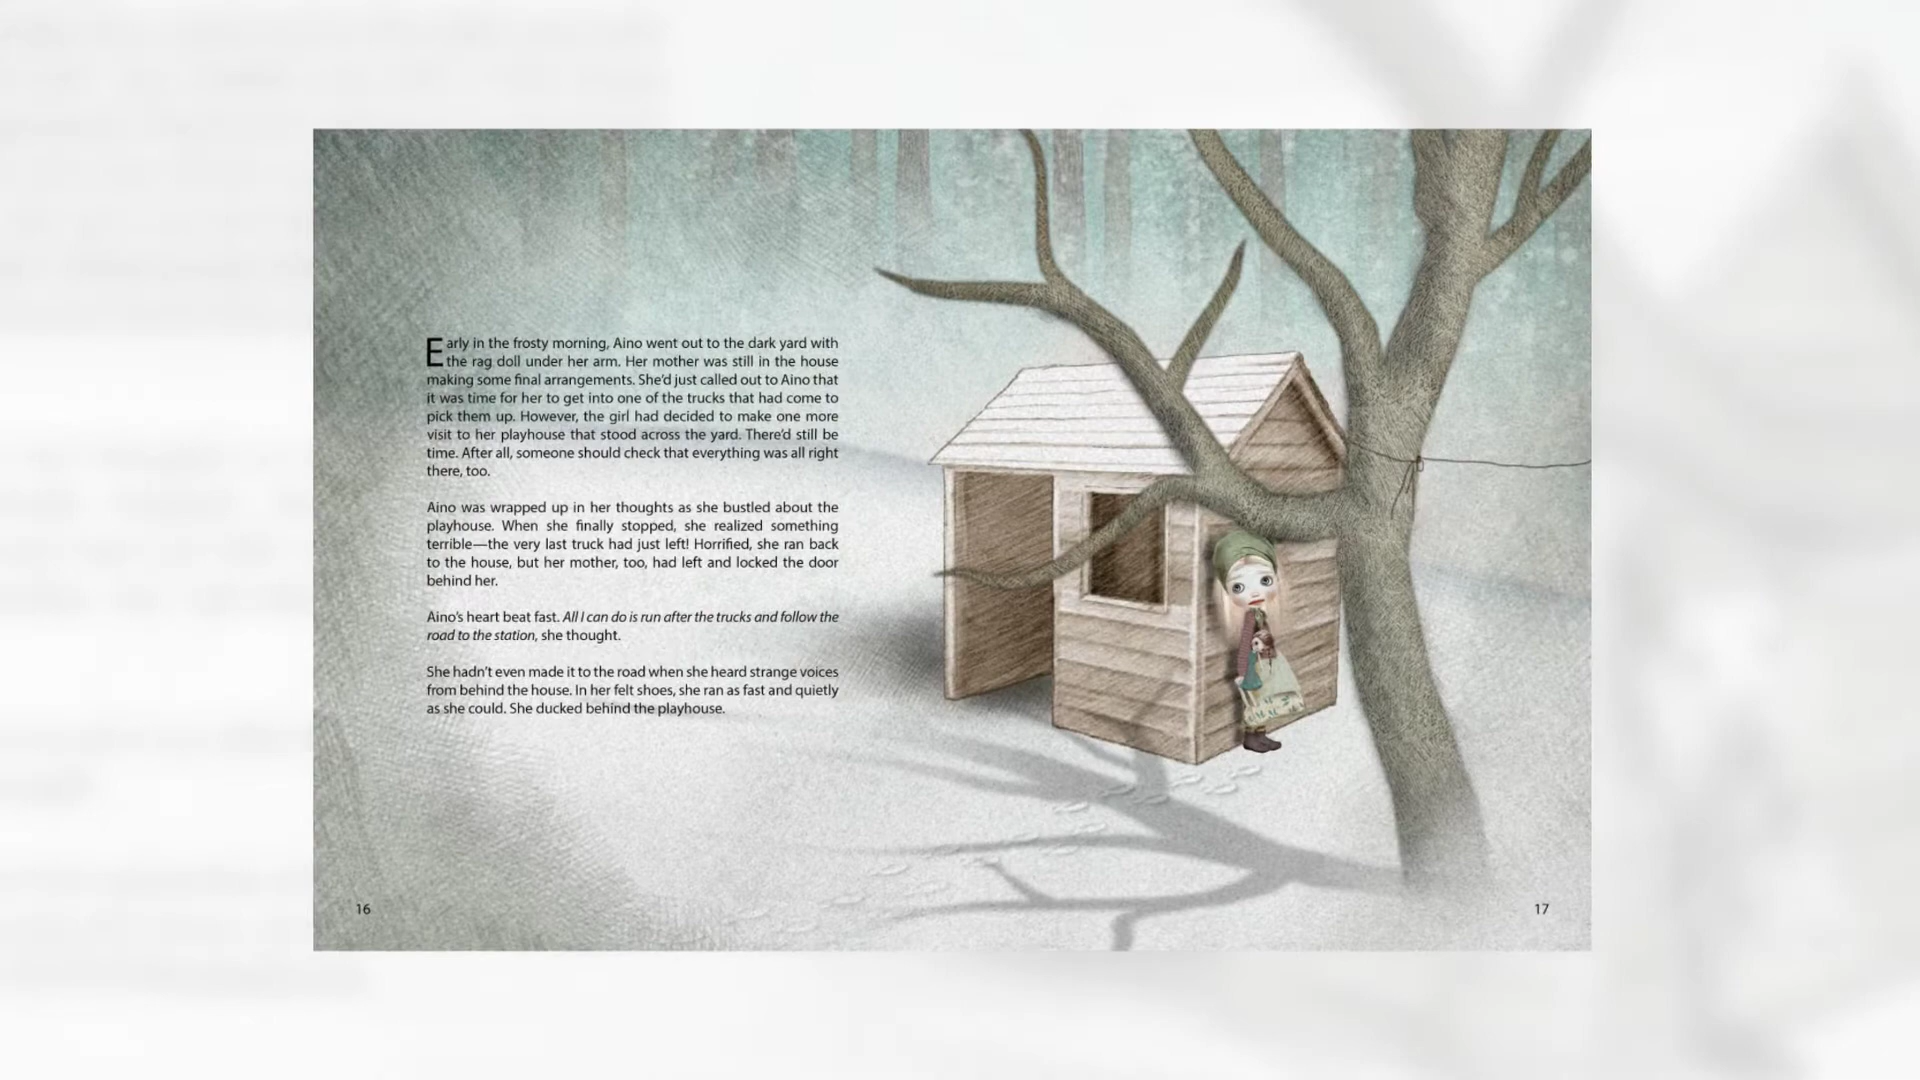 Early in the frosty morning, Aino went out to the dark yard with
the rag doll under her arm. Her mother was still in the house
making some final arrangements. She’d just called out to Aino that
it was time for her to get into one of the trucks that had come to
pick them up. However, the girl had decided to make one more
visit to her playhouse that stood across the yard. There’d still be
time. After all, someone should check that everything was all right
there, too.
Aino was wrapped up in her thoughts as she bustled about the
playhouse. When she finally stopped, she realized something
terrible—the very last truck had just left! Horrified, she ran back
to the house, but her mother, too, had left and locked the door
behind her.
Aino’s heart beat fast. All I can do is run after the trucks and follow the
road to the station, she thought.
She hadn’t even made it to the road when she heard strange voices
from behind the house. In her felt shoes, she ran as fast and quietly
as she could. She ducked behind the playhouse.
16
17